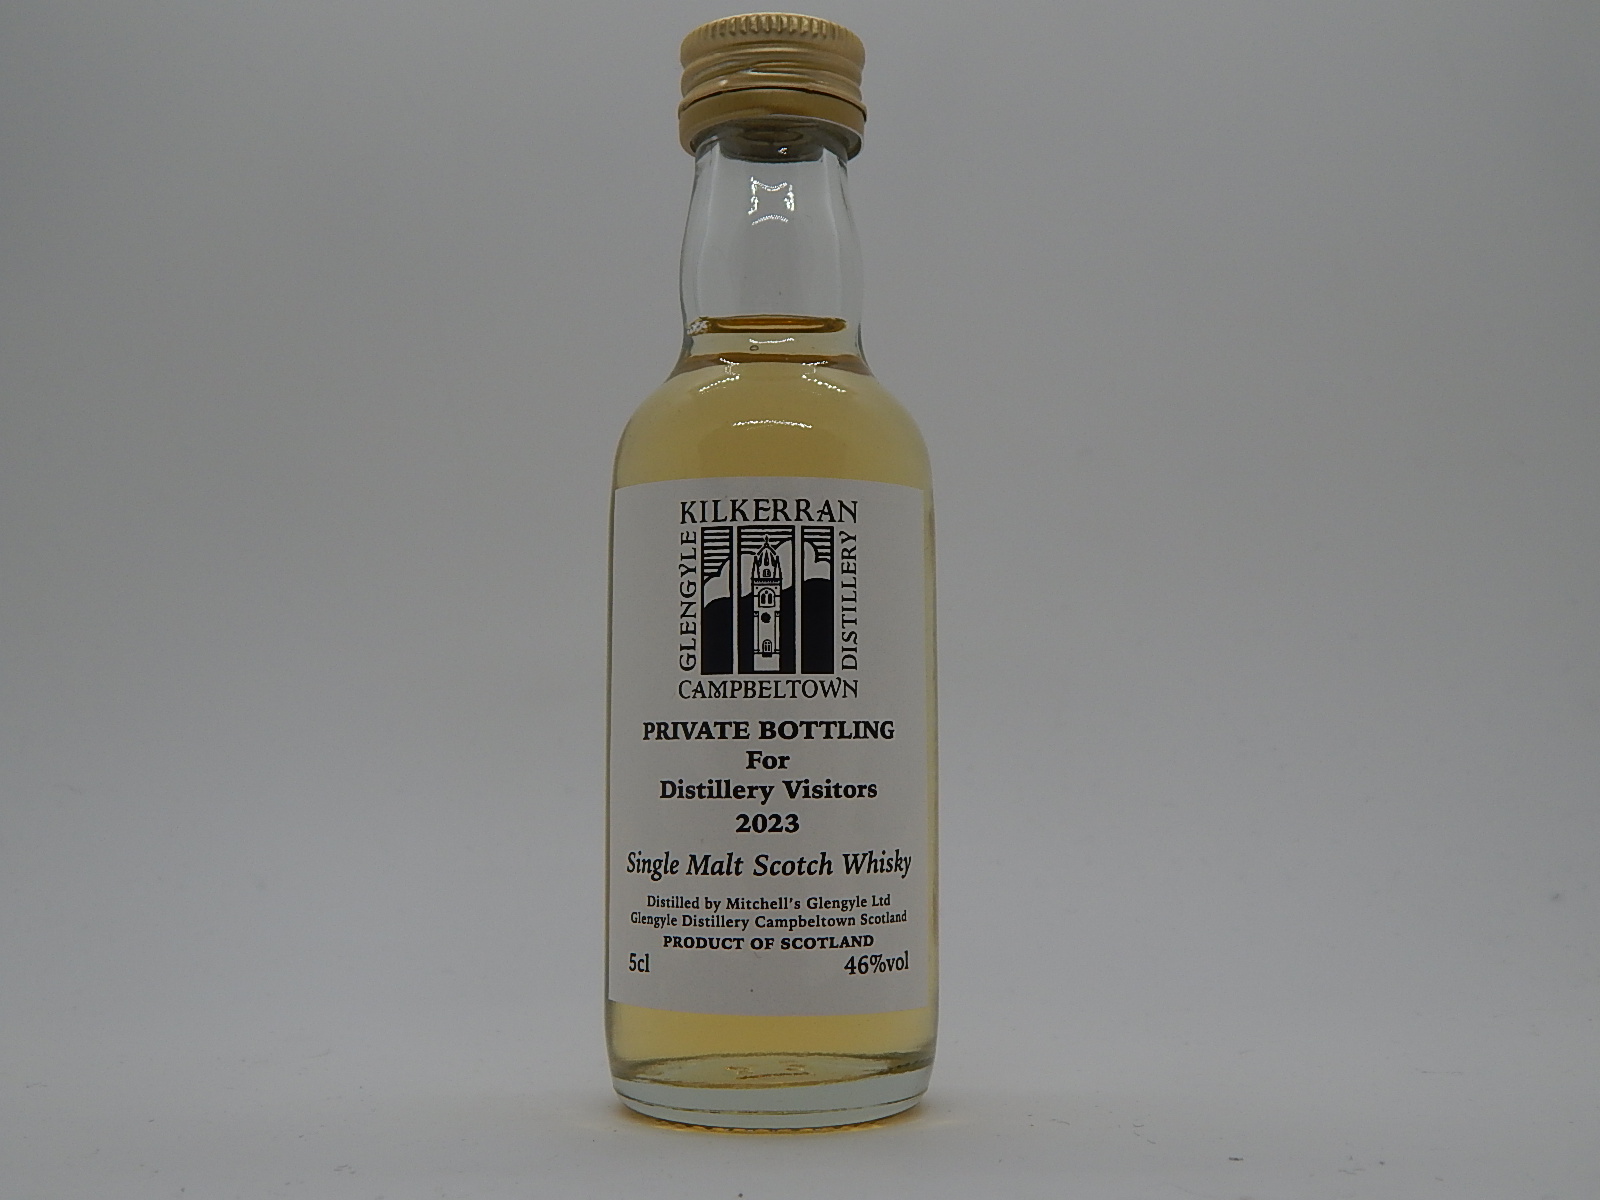 KILKERRAN
GLENGYLE
DISTILLERY
CAMPBELTOWN
PRIVATE BOTTLING
For
Distillery Visitors
2023
Single Malt Scotch Whisky
Distilled by Mitchell's Glengyle Ltd
Glengyle Distillery Campbeltown Scotland
PRODUCT OF SCOTLAND
5cl 46%vol